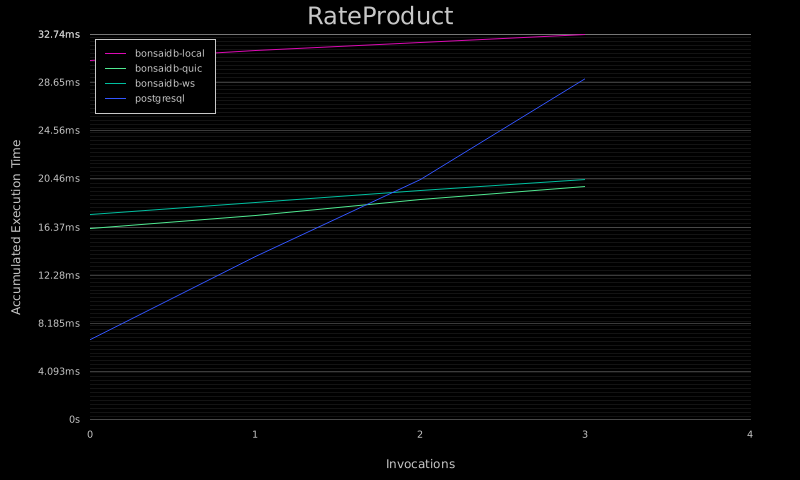 RateProduct
32.74ms
28.65ms
24.56ms
20.46ms
16.37ms
12.28ms
8.185ms
4.093ms
0s
bonsaidb-local
bonsaidb-quic
bonsaidb-ws
postgresql
Accumulated Execution Time
0 1 2 3 4
Invocations